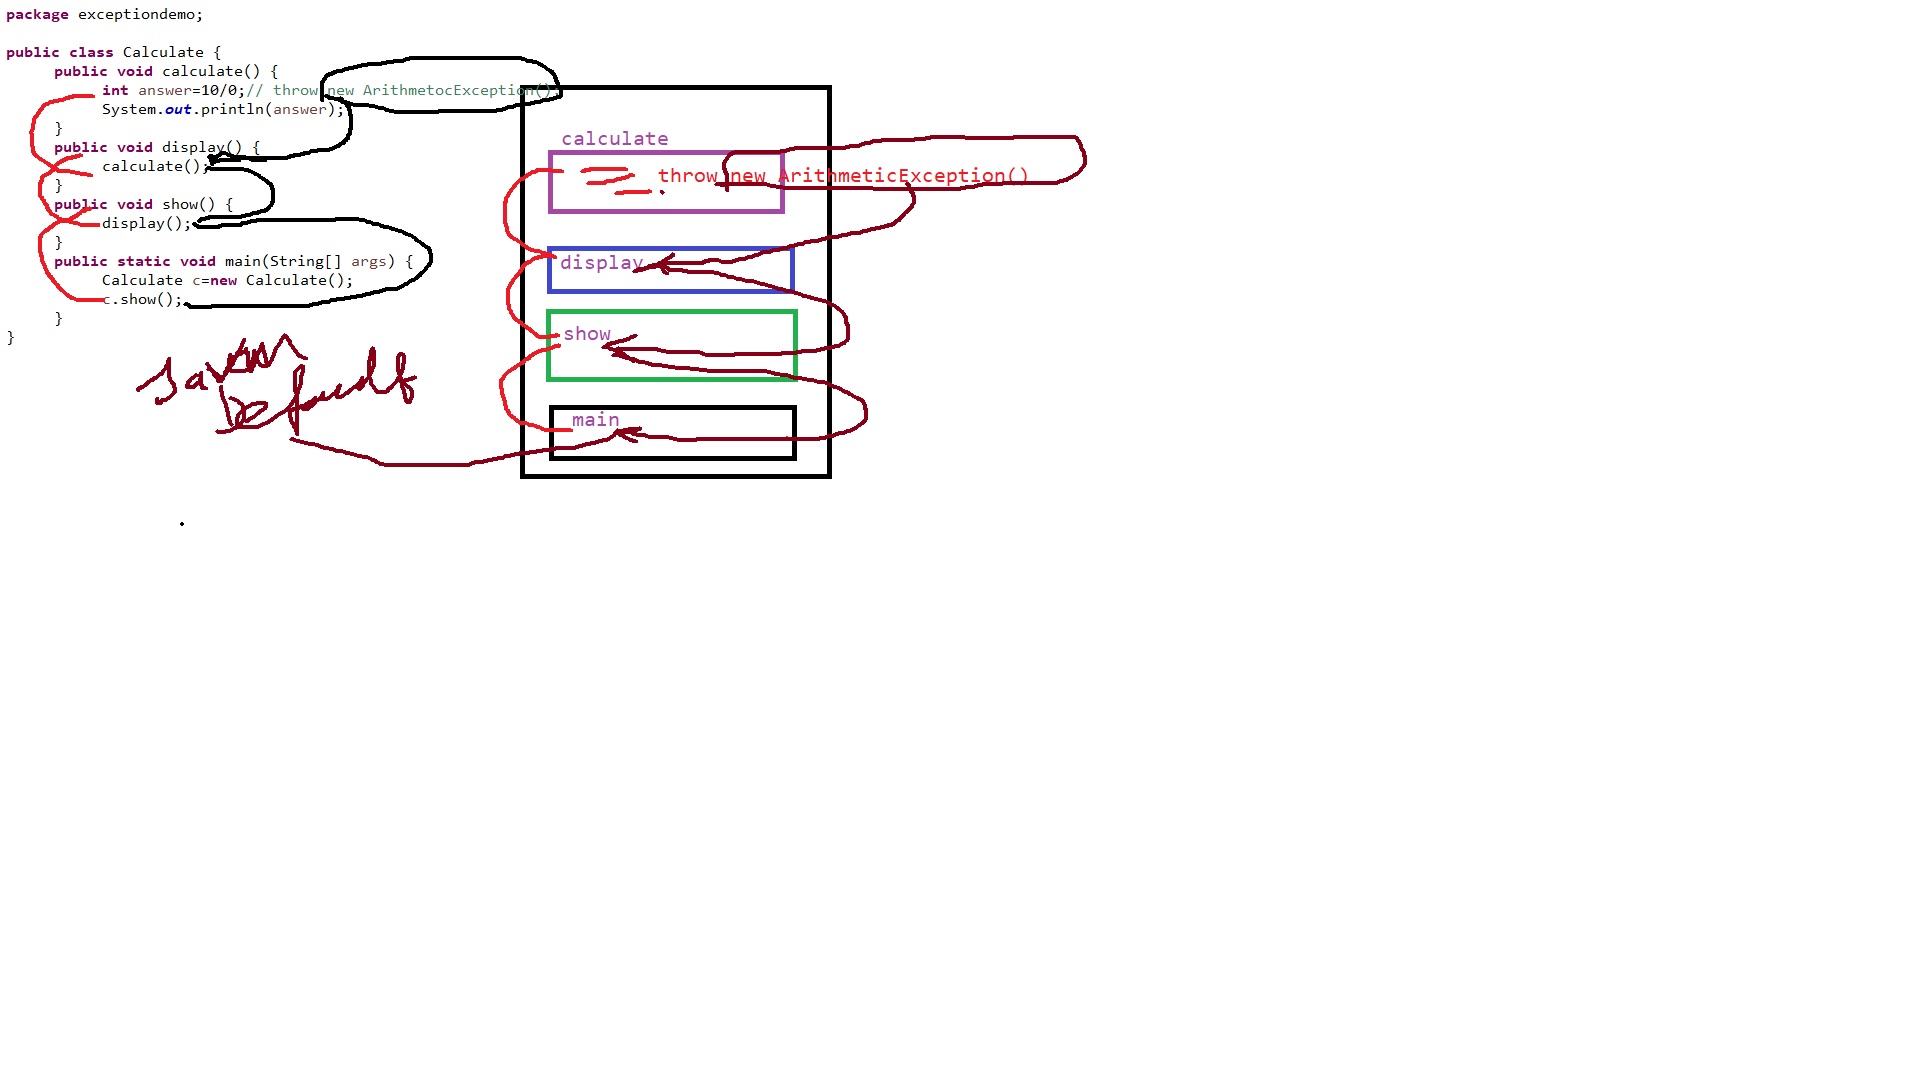 package exceptiondemo;
public class Calculate {
public void calculate() {
int answer=10/0;// throw new ArithmetocException();
System.out.println(answer);
}
public void display() {
calculate();
}
public void show() {
display();
}
public static void main(String[] args) {
Calculate c=new Calculate();
c.show();
}
}
calculate
throw new ArithmeticException()
display
show
main